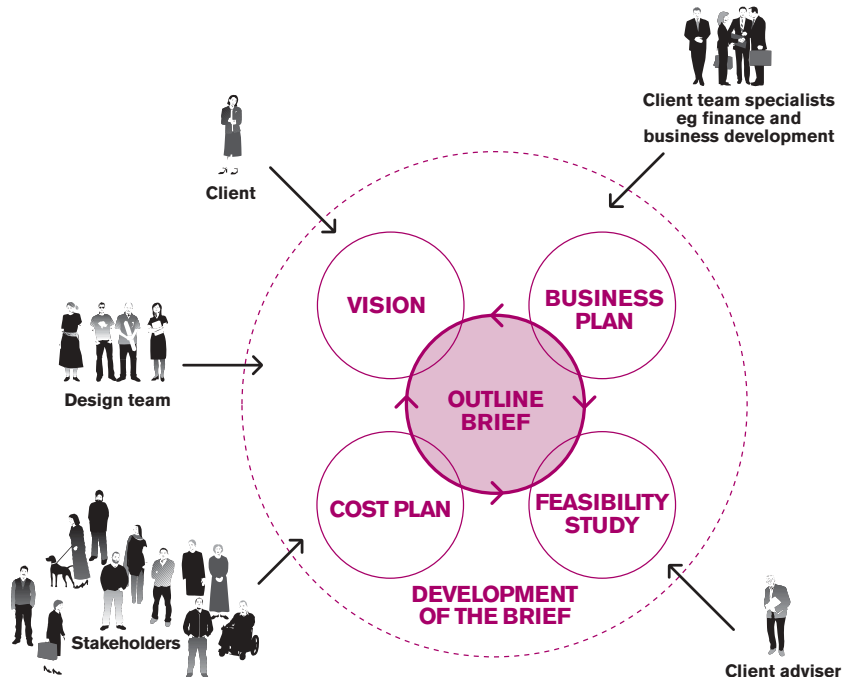 Client team specialists
eg finance and
business development
Client
VISION
BUSINESS
PLAN
Design team
OUTLINE
BRIEF
COST PLAN
FEASIBILITY
STUDY
DEVELOPMENT
OF THE BRIEF
Stakeholders
Client adviser